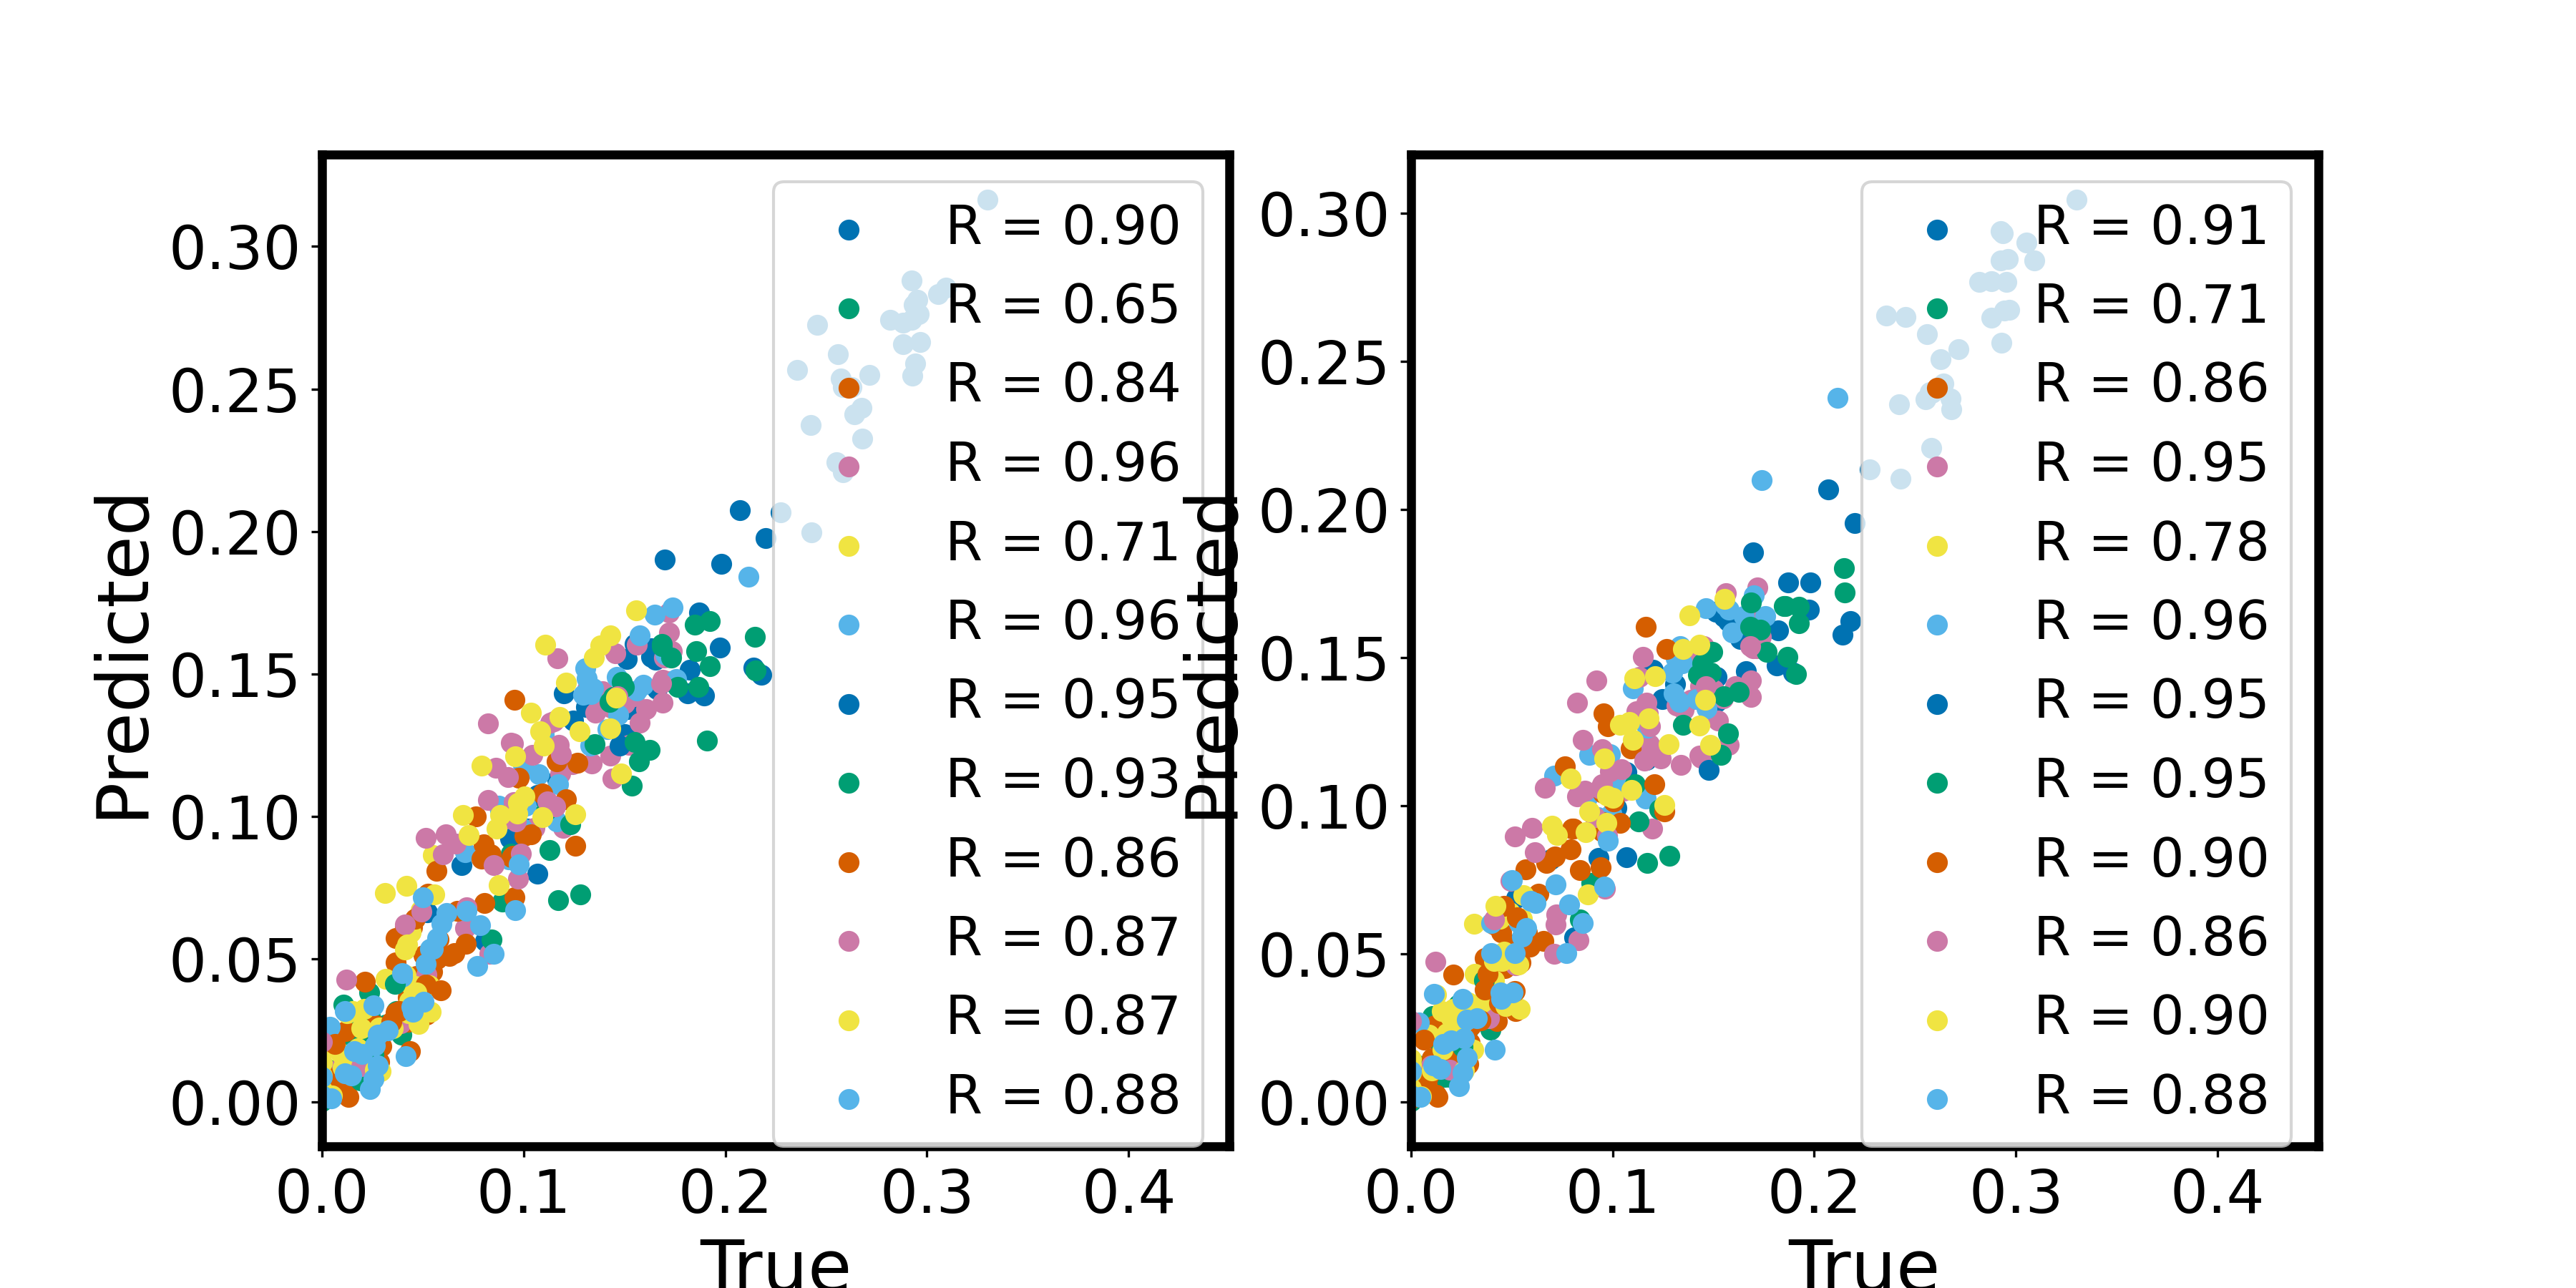 Predicted
0.30
0.25
0.20
0.15
0.10
0.05
0.00
0.0 0.1 0.2 0.3 0.4
True
R = 0.90
R = 0.65
R = 0.84
R = 0.96
R = 0.71
R = 0.96
R = 0.95
R = 0.93
R = 0.86
R = 0.87
R = 0.87
R = 0.88
Predicted
0.30
0.25
0.20
0.15
0.10
0.05
0.00
0.0 0.1 0.2 0.3 0.4
True
R = 0.91
R = 0.71
R = 0.86
R = 0.95
R = 0.78
R = 0.96
R = 0.95
R = 0.95
R = 0.90
R = 0.86
R = 0.90
R = 0.88